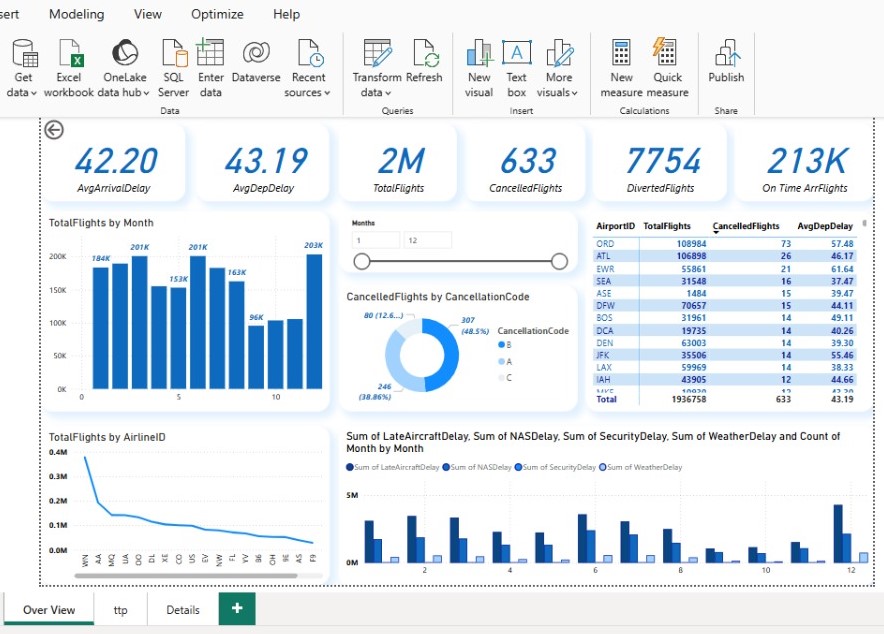 sert Modeling View Optimize Help
Get data
Excel workbook
OneLake data hub
SQL Server
Enter data
Dataverse
Recent sources
Transform data
Refresh
New visual
Text box
More visuals
New measure
Quick measure
Publish
Data Queries Insert Calculations Share
42.20 43.19 2M 633 7754 213K
AvgArrivalDelay AvgDepDelay TotalFlights CancelledFlights DivertedFlights On Time ArrFlights
TotalFlights by Month
200K
150K
100K
50K
0K
184K 201K 153K 201K 163K 96K 203K
0 5 10
Months
1 12
CancelledFlights by CancellationCode
80 (12.6...)
307
(48.5%)
246
(38.86%)
CancellationCode
B
A
C
AirportID TotalFlights CancelledFlights AvgDepDelay
ORD 108984 73 57.48
ATL 106898 26 46.17
EWR 55861 21 61.64
SEA 31548 16 37.47
ASE 1484 15 39.47
DFW 70657 15 44.11
BOS 31961 14 49.11
DCA 19735 14 40.26
DEN 63003 14 39.30
JFK 35506 14 55.46
LAX 59969 14 38.33
IAH 43905 12 44.66
Total 1936758 633 43.19
TotalFlights by AirlineID
0.4M
0.3M
0.2M
0.1M
0.0M
WN AA MQ UA OO DL XE CO US EV NW FL YV B6 OH 9E AS F9
Sum of LateAircraftDelay, Sum of NASDelay, Sum of SecurityDelay, Sum of WeatherDelay and Count of
Month by Month
Sum of LateAircraftDelay Sum of NASDelay Sum of SecurityDelay Sum of WeatherDelay
5M
0M
2 4 6 8 10 12
Over View ttp Details +